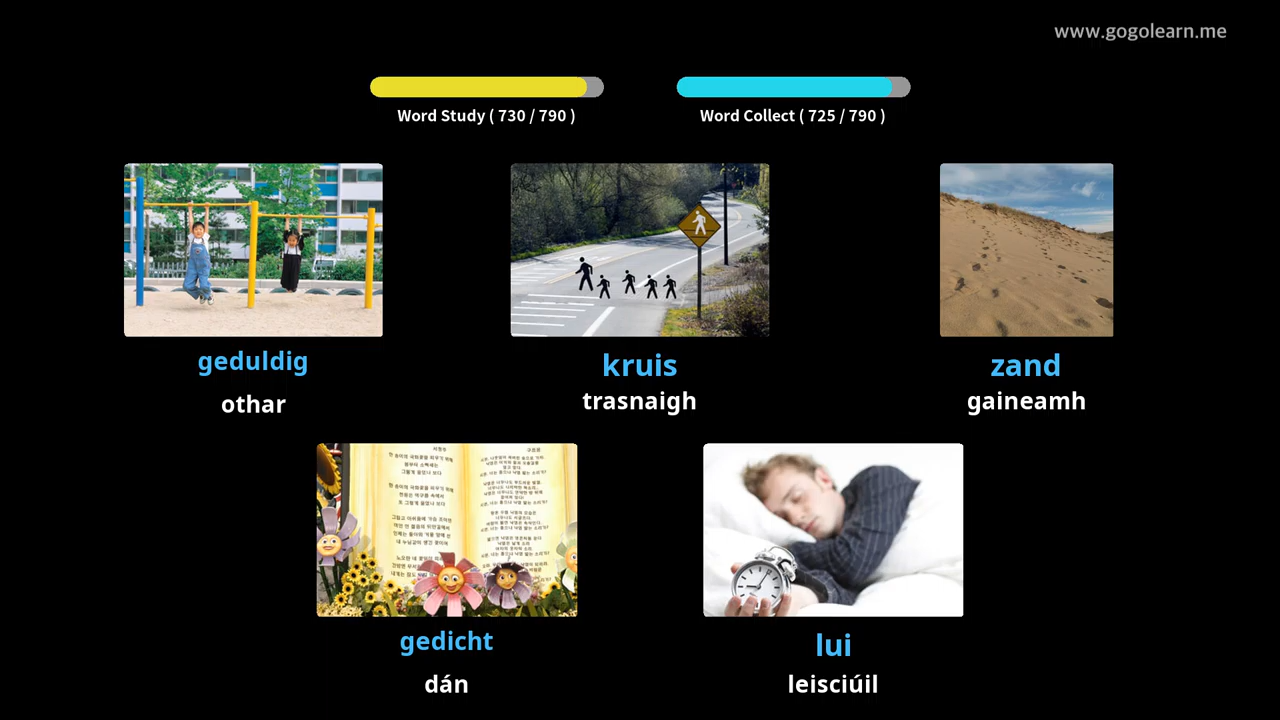 www.gogolearn.me
Word Study ( 730 / 790 )
Word Collect ( 725 / 790 )
geduldig
othar
kruis
trasnaigh
zand
gaineamh
gedicht
dán
lui
leisciúil